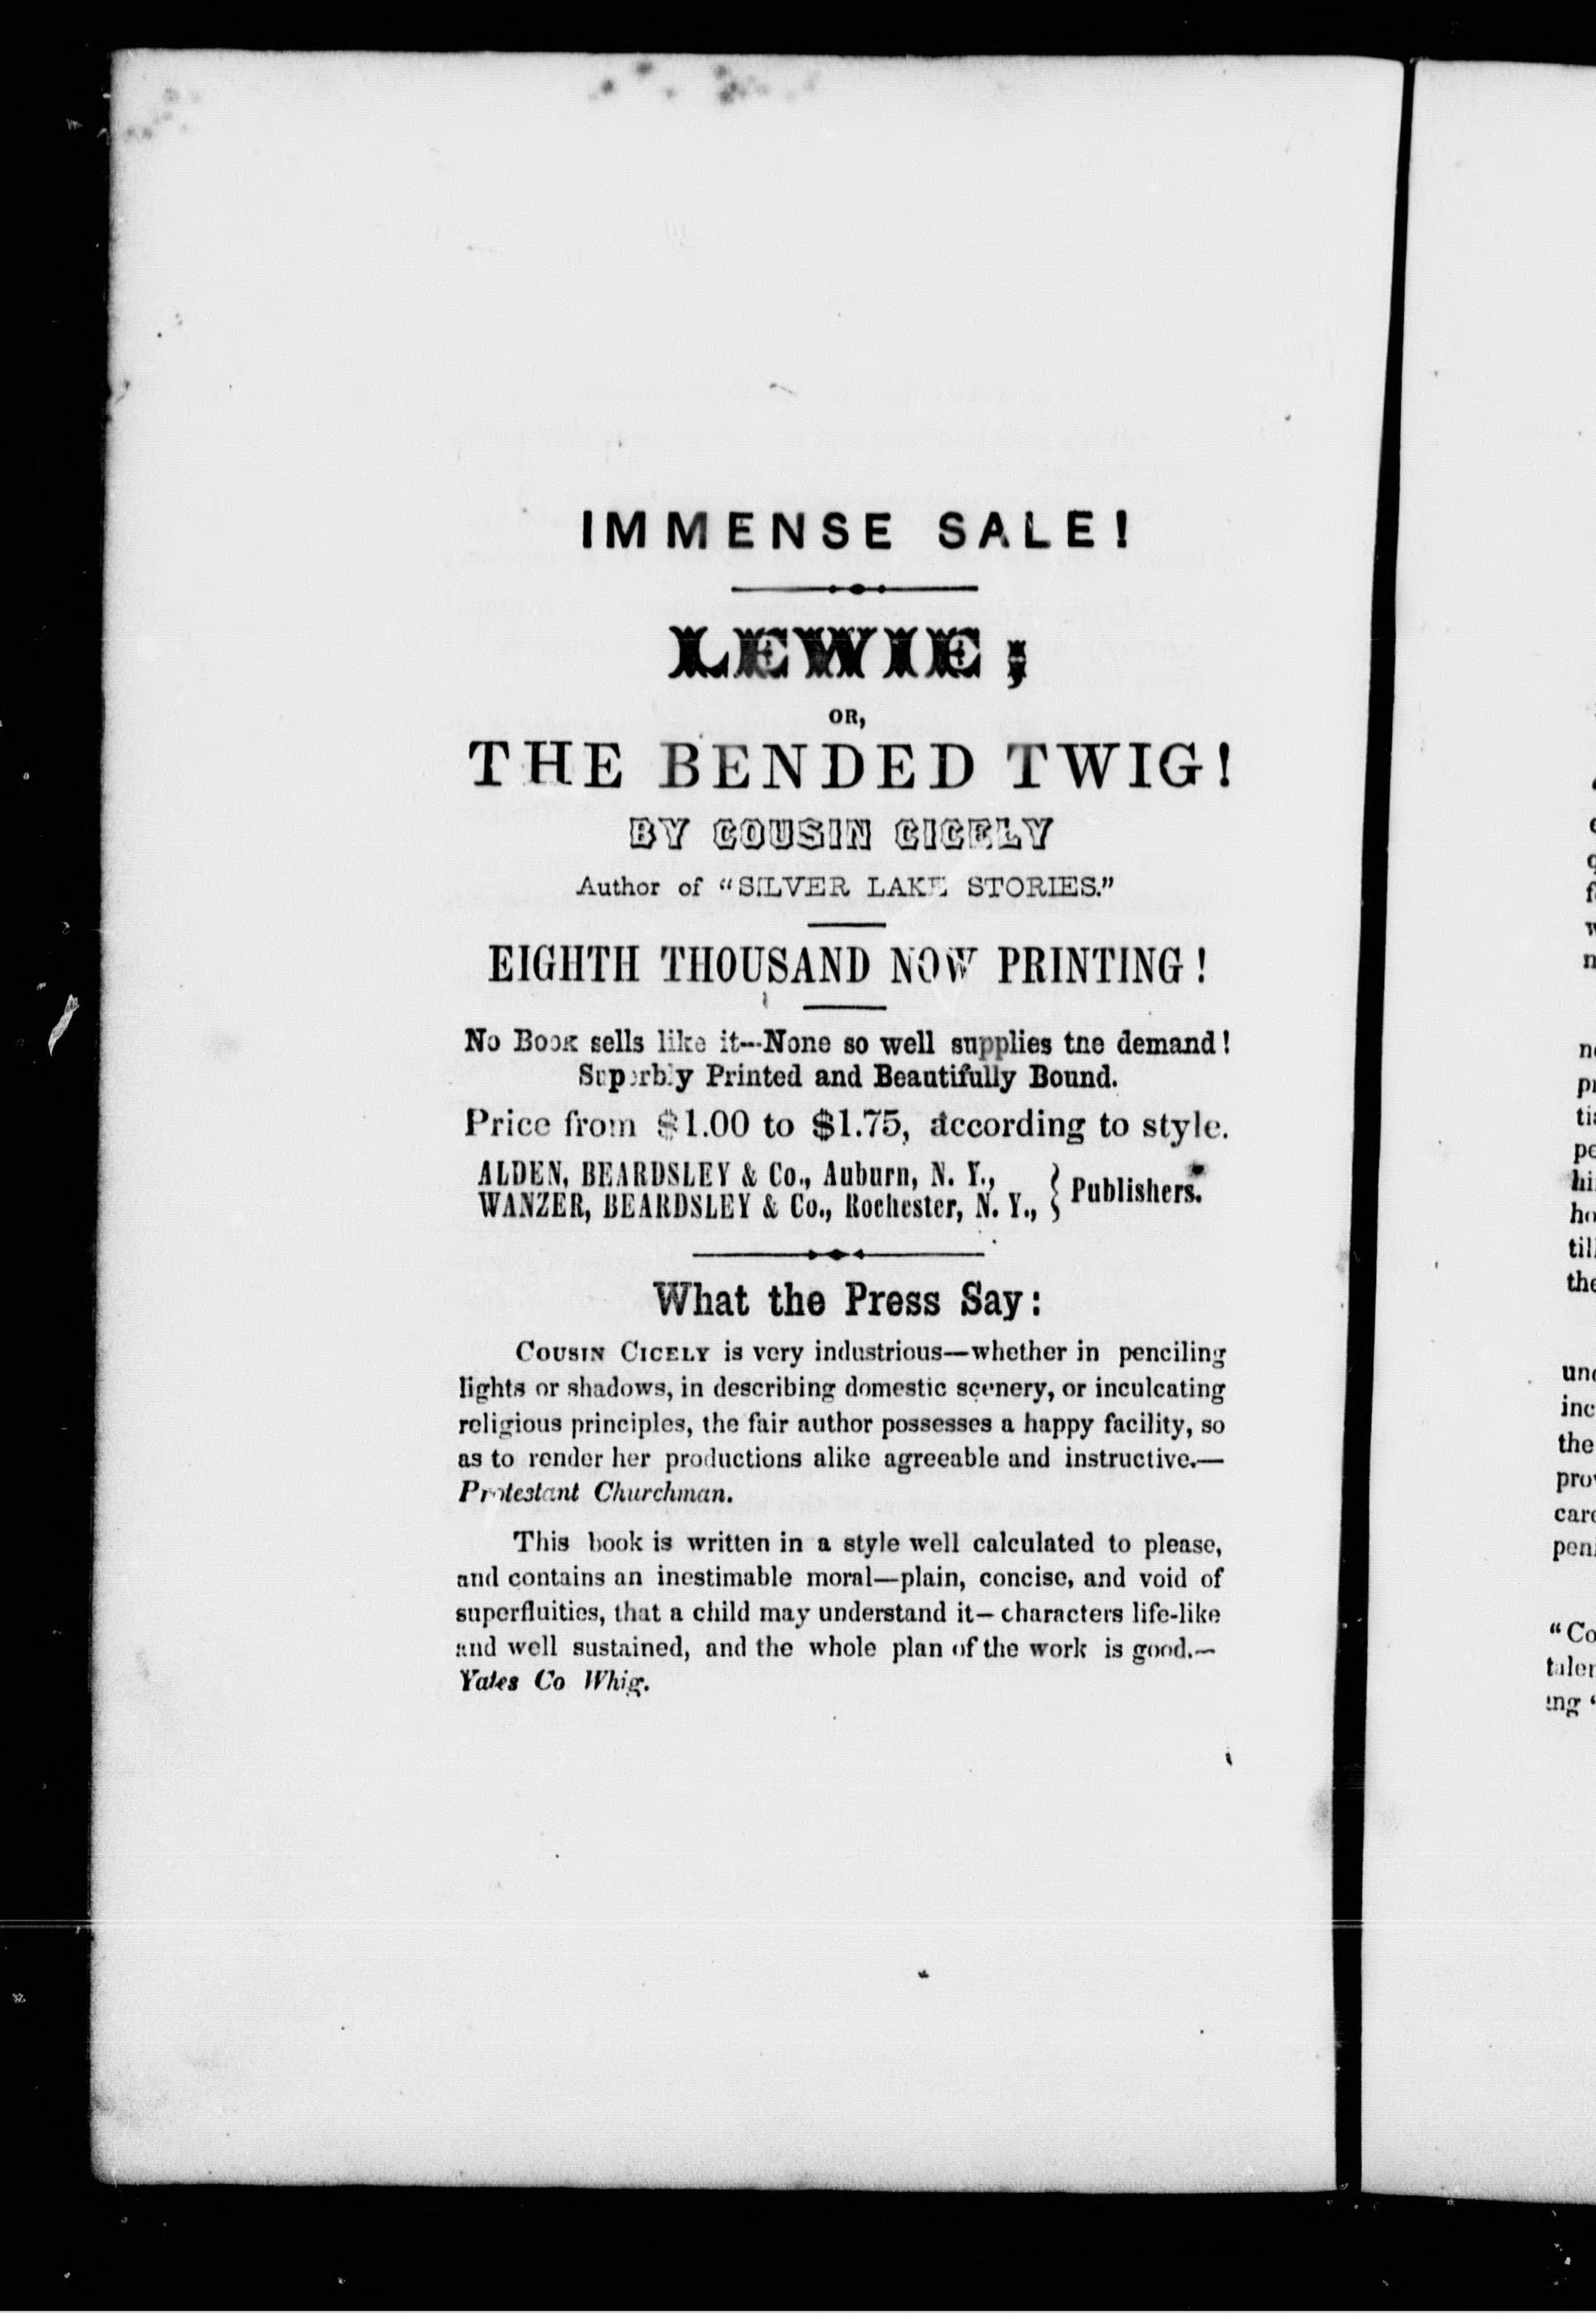 IMMENSE SALE!
LEWIE;
OR,
THE BENDED TWIG!
BY COUSIN CICELY
Author of "SILVER LAKE STORIES."
EIGHTH THOUSAND NOW PRINTING!
No Book sells like it--None so well supplies the demand!
Superbly Printed and Beautifully Bound.
Price from $1.00 to $1.75, according to style.
ALDEN, BEARDSLEY & Co., Auburn, N. Y.,
WANZER, BEARDSLEY & Co., Rochester, N. Y., } Publishers.
What the Press Say:
COUSIN CICELY is very industrious—whether in penciling
lights or shadows, in describing domestic scenery, or inculcating
religious principles, the fair author possesses a happy facility, so
as to render her productions alike agreeable and instructive.—
Protestant Churchman.
This book is written in a style well calculated to please,
and contains an inestimable moral—plain, concise, and void of
superfluities, that a child may understand it—characters life-like
and well sustained, and the whole plan of the work is good.—
Yates Co Whig.